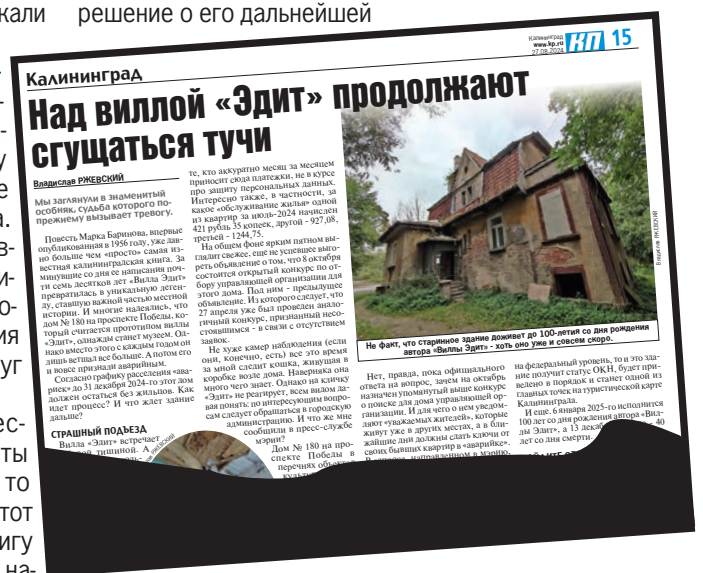 кали решение о его дальнейшей
у
е
а.
в-
и-
о-
ия
уг
ес-
ты
то
тот
игу
на-
Калининград
Калининград
www.kp.ru
27.08.2024
КП 15
Над виллой «Эдит» продолжают
сгущаться тучи
Владислав РЖЕВСКИЙ
Мы заглянули в знаменитый
особняк, судьба которого по-
прежнему вызывает тревогу.
Повесть Марка Баринова, впервые
опубликованная в 1956 году, уже дав-
но больше чем «просто» самая из-
вестная калининградская книга. За
минувшие со дня ее написания поч-
ти семь десятков лет «Вилла Эдит»
превратилась в уникальную леген-
ду, ставшую важной частью местной
истории. И многие надеялись, что
дом № 180 на проспекте Победы, ко-
торый считается прототипом виллы
«Эдит», однажды станет музеем. Од-
нако вместо этого с каждым годом он
лишь ветшал все больше. А потом его
и вовсе признали аварийным.
Согласно графику расселения «ава-
риек» до 31 декабря 2024-го этот дом
должен остаться без жильцов. Как
идет процесс? И что ждет здание
дальше?
СТРАШНЫЙ ПОДЪЕЗД
Вилла «Эдит» встречает
тишиной. А
те, кто аккуратно месяц за месяцем
приносит сюда платежки, не в курсе
про защиту персональных данных.
Интересно также, в частности, за
какое «обслуживание жилья» одной
из квартир за июль-2024 начислен
421 рубль 35 копеек, другой - 927,08,
третьей - 1244,75.
На общем фоне ярким пятном вы-
глядит свежее, еще не успевшее выго-
реть объявление о том, что 8 октября
состоится открытый конкурс по от-
бору управляющей организации для
этого дома. Под ним - предыдущее
объявление. Из которого следует, что
27 апреля уже был проведен анало-
гичный конкурс, признанный несо-
стоявшимся - в связи с отсутствием
заявок.
Не хуже камер наблюдения (если
они, конечно, есть) все это время
за мной следит кошка, живущая в
коробке возле дома. Наверняка она
много чего знает. Однако на кличку
«Эдит» не реагирует, всем видом да-
вая понять: по интересующим вопро-
сам следует обращаться в городскую
администрацию. И что же мне
сообщили в пресс-службе
мэрии?
Дом № 180 на про-
спекте Победы в
перечнях объектов
Владислав РЖЕВСКИЙ
Не факт, что старинное здание доживет до 100-летия со дня рождения
автора «Виллы Эдит» - хоть оно уже и совсем скоро.
Нет, правда, пока официального
ответа на вопрос, зачем на октябрь
назначен упомянутый выше конкурс
о поиске для дома управляющей ор-
ганизации. И для чего о нем уведом-
ляют «уважаемых жителей», которые
живут уже в других местах, а в бли-
жайшие дни должны сдать ключи от
своих бывших квартир в «аварийке».
направленном в мэрию,
на федеральный уровень, то и это зда-
ние получит статус ОКН, будет при-
ведено в порядок и станет одной из
главных точек на туристической карте
Калининграда.
И еще. 6 января 2025-го исполнится
100 лет со дня рождения автора «Вил-
лы Эдит», а 13 декаб - 40
лет со дня смерти.